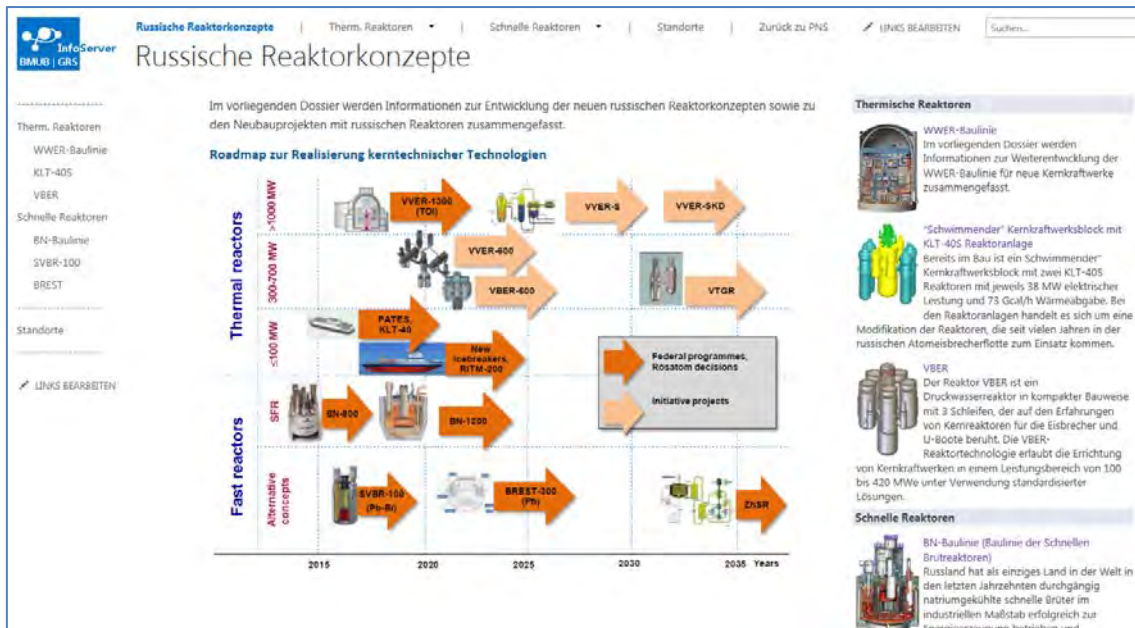 Russische Reaktorkonzepte | Therm. Reaktoren | Schnelle Reaktoren | Standorte | Zurück zu PNS LINKS BEARBEITEN Suchen...
InfoServer
BMUB | GRS
Russische Reaktorkonzepte
Therm. Reaktoren
WWER-Baulinie
KLT-40S
VBER
Schnelle Reaktoren
BN-Baulinie
SVBR-100
BREST
Standorte
LINKS BEARBEITEN
Im vorliegenden Dossier werden Informationen zur Entwicklung der neuen russischen Reaktorkonzepten sowie zu
den Neubauprojekten mit russischen Reaktoren zusammengefasst.
Roadmap zur Realisierung kerntechnischer Technologien
Thermal reactors
>1000 MW
VVER-1300
(TOI)
VVER-S
VVER-SKD
300-700 MW
VVER-600
VBER-600
VTGR
≤100 MW
PATES,
KLT-40
New
Icebreakers,
RITM-200
Federal programmes,
Rosatom decisions
Initiative projects
Fast reactors
SFR
BN-800
BN-1200
Alternative
concepts
SVBR-100
(Pb-Bi)
BREST-300
(Pb)
ZhSR
2015 2020 2025 2030 2035 Years
Thermische Reaktoren
WWER-Baulinie
Im vorliegenden Dossier werden
Informationen zur Weiterentwicklung der
WWER-Baulinie für neue Kernkraftwerke
zusammengefasst.
"Schwimmender" Kernkraftwerksblock mit
KLT-40S Reaktoranlage
Bereits im Bau ist ein Schwimmender"
Kernkraftwerksblock mit zwei KLT-40S
Reaktoren mit jeweils 38 MW elektrischer
Leistung und 73 Gcal/h Wärmeabgabe. Bei
den Reaktoranlagen handelt es sich um eine
Modifikation der Reaktoren, die seit vielen Jahren in der
russischen Atomeisbrecherflotte zum Einsatz kommen.
VBER
Der Reaktor VBER ist ein
Druckwasserreaktor in kompakter Bauweise
mit 3 Schleifen, der auf den Erfahrungen
von Kernreaktoren für die Eisbrecher und
U-Boote beruht. Die VBER-
Reaktortechnologie erlaubt die Errichtung
von Kernkraftwerken in einem Leistungsbereich von 100
bis 420 MWe unter Verwendung standardisierter
Lösungen.
Schnelle Reaktoren
BN-Baulinie (Baulinie der Schnellen
Brutreaktoren)
Russland hat als einziges Land in der Welt in
den letzten Jahrzehnten durchgängig
natriumgekühlte schnelle Brüter im
industriellen Maßstab erfolgreich zur